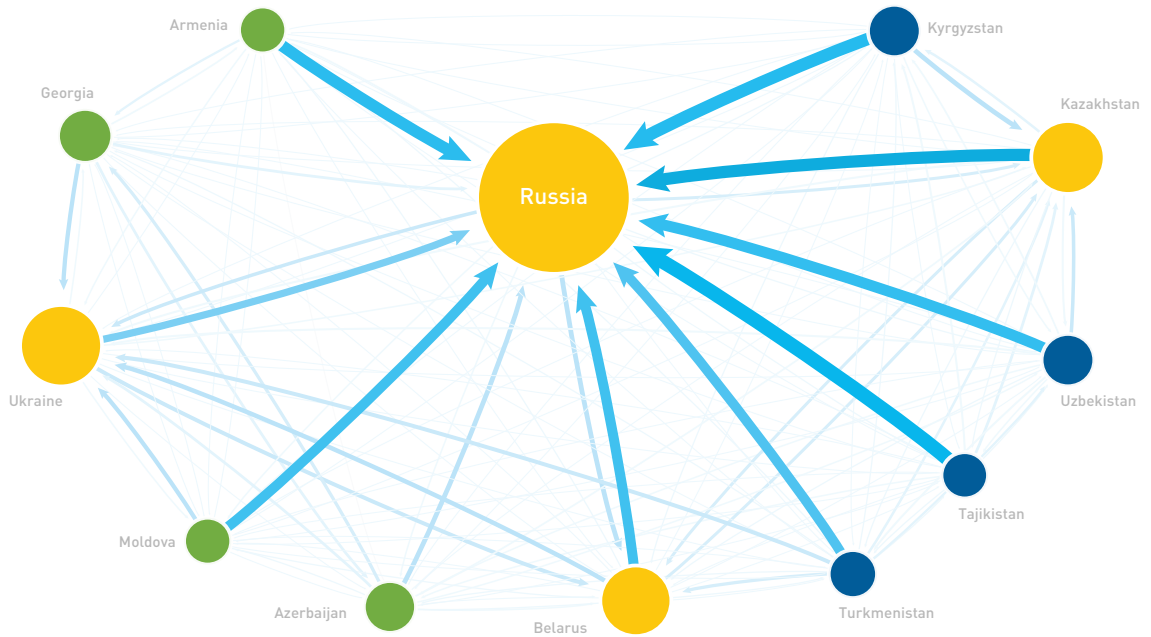 Armenia
Kyrgyzstan
Georgia
Kazakhstan
Russia
Ukraine
Uzbekistan
Tajikistan
Moldova
Azerbaijan
Turkmenistan
Belarus